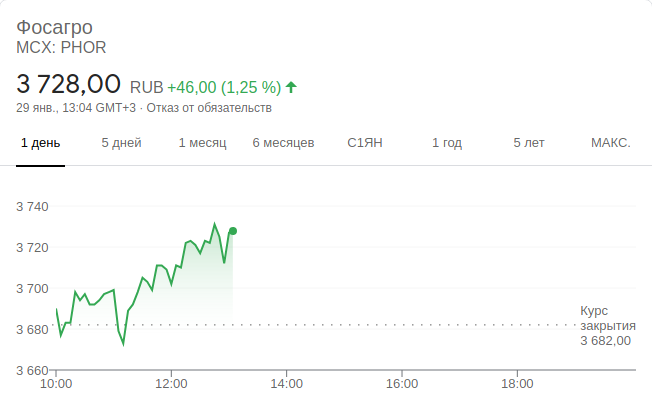 Фосагро
MCX: PHOR
3 728,00 RUB +46,00 (1,25 %)
29 янв., 13:04 GMT+3 · Отказ от обязательств
1 день 5 дней 1 месяц 6 месяцев С1ЯН 1 год 5 лет МАКС.
3 740
3 720
3 700
Курс
3 680 закрытия
3 682,00
3 660
10:00 12:00 14:00 16:00 18:00